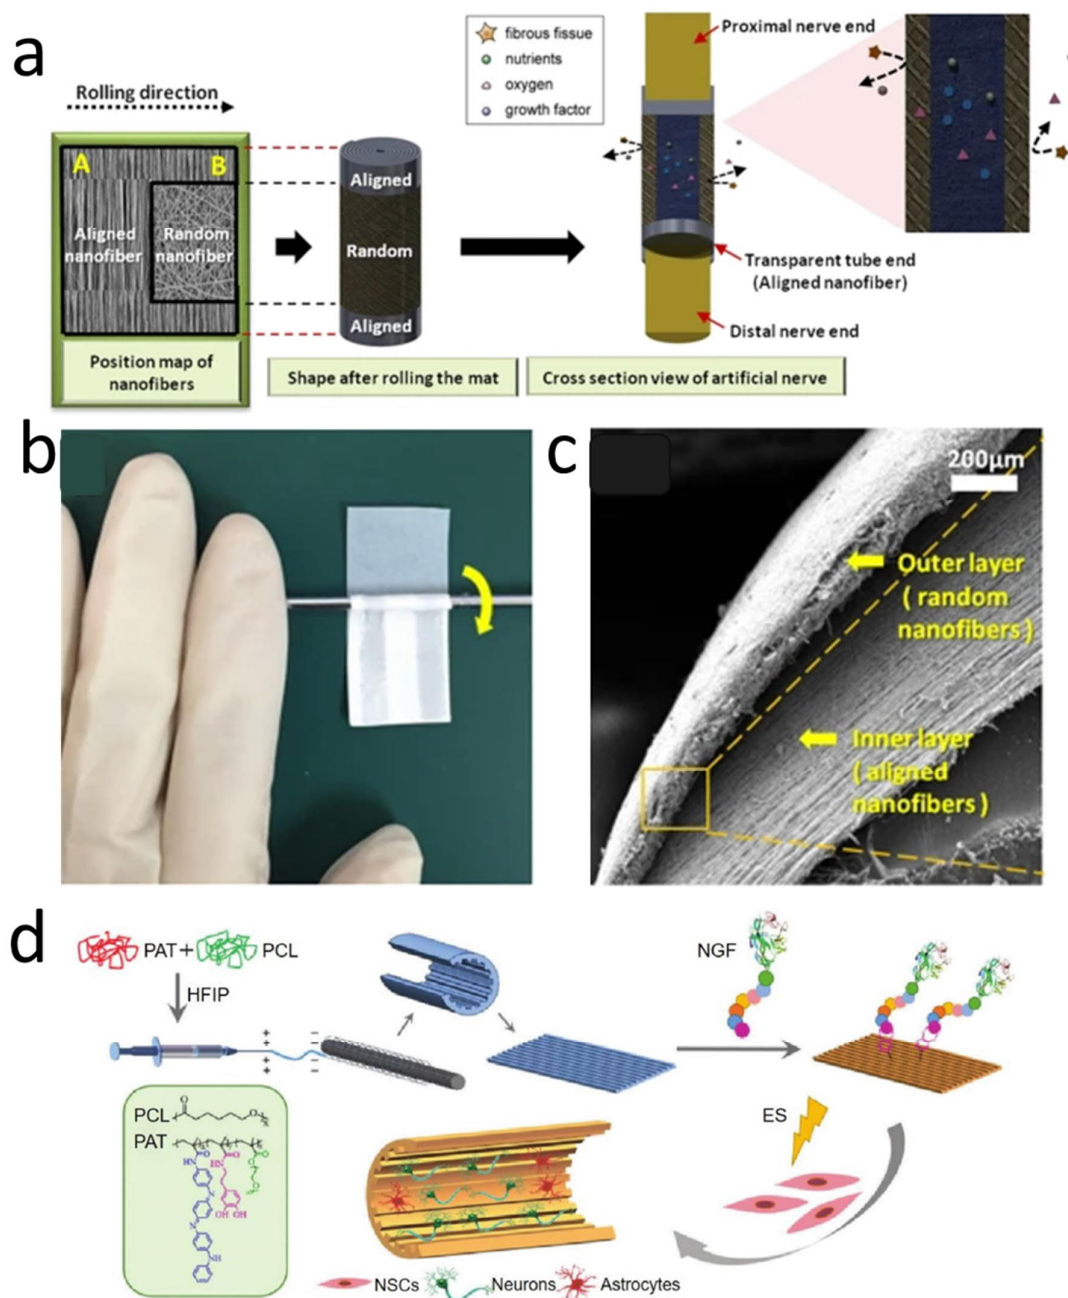 a
Rolling direction
A
B
Aligned
nanofiber
Random
nanofiber
Position map of
nanofibers
Aligned
Random
Aligned
Shape after rolling the mat
fibrous tissue
nutrients
oxygen
growth factor
Proximal nerve end
Transparent tube end
(Aligned nanofiber)
Distal nerve end
Cross section view of artificial nerve
b
c
200μm
Outer layer
( random
nanofibers )
Inner layer
( aligned
nanofibers )
d
PAT+
PCL
HFIP
+
+
+
+
−
−
−
−
NGF
PCL
PAT
ES
NSCs
Neurons
Astrocytes